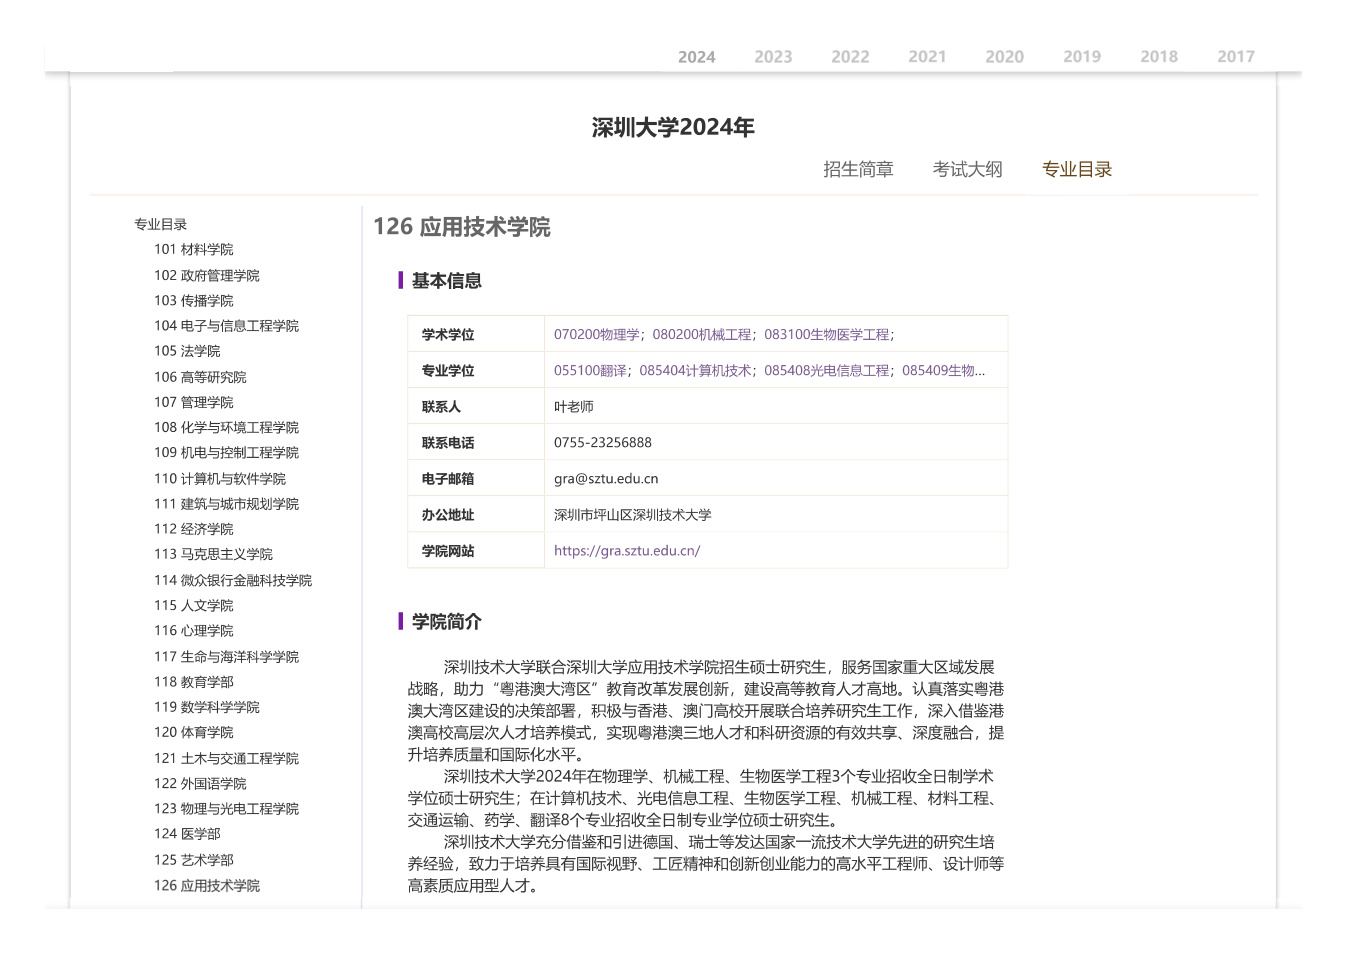 2024 2023 2022 2021 2020 2019 2018 2017
深圳大学2024年
招生简章 考试大纲 专业目录
专业目录
101 材料学院
102 政府管理学院
103 传播学院
104 电子与信息工程学院
105 法学院
106 高等研究院
107 管理学院
108 化学与环境工程学院
109 机电与控制工程学院
110 计算机与软件学院
111 建筑与城市规划学院
112 经济学院
113 马克思主义学院
114 微众银行金融科技学院
115 人文学院
116 心理学院
117 生命与海洋科学学院
118 教育学部
119 数学科学学院
120 体育学院
121 土木与交通工程学院
122 外国语学院
123 物理与光电工程学院
124 医学部
125 艺术学部
126 应用技术学院
126 应用技术学院
基本信息
学术学位 070200物理学；080200机械工程；083100生物医学工程；
专业学位 055100翻译；085404计算机技术；085408光电信息工程；085409生物...
联系人 叶老师
联系电话 0755-23256888
电子邮箱 gra@sztu.edu.cn
办公地址 深圳市坪山区深圳技术大学
学院网站 https://gra.sztu.edu.cn/
学院简介
深圳技术大学联合深圳大学应用技术学院招生硕士研究生，服务国家重大区域发展
战略，助力“粤港澳大湾区”教育改革发展创新，建设高等教育人才高地。认真落实粤港
澳大湾区建设的决策部署，积极与香港、澳门高校开展联合培养研究生工作，深入借鉴港
澳高校高层次人才培养模式，实现粤港澳三地人才和科研资源的有效共享、深度融合，提
升培养质量和国际化水平。
深圳技术大学2024年在物理学、机械工程、生物医学工程3个专业招收全日制学术
学位硕士研究生；在计算机技术、光电信息工程、生物医学工程、机械工程、材料工程、
交通运输、药学、翻译8个专业招收全日制专业学位硕士研究生。
深圳技术大学充分借鉴和引进德国、瑞士等发达国家一流技术大学先进的研究生培
养经验，致力于培养具有国际视野、工匠精神和创新创业能力的高水平工程师、设计师等
高素质应用型人才。